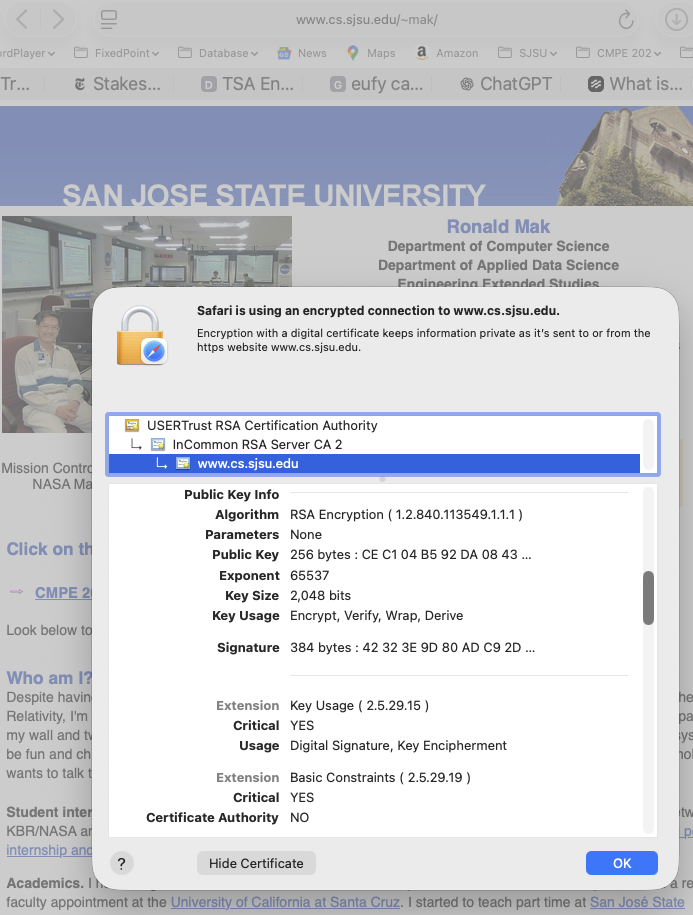 www.cs.sjsu.edu/~mak/
rdPlayer FixedPoint Database News Maps Amazon SJSU CMPE 202
Tr... Stakes... TSA En... eufy ca... ChatGPT What is...
SAN JOSE STATE UNIVERSITY
Ronald Mak
Department of Computer Science
Department of Applied Data Science
Engineering Extended Studies
Safari is using an encrypted connection to www.cs.sjsu.edu.
Encryption with a digital certificate keeps information private as it's sent to or from the
https website www.cs.sjsu.edu.
USERTrust RSA Certification Authority
InCommon RSA Server CA 2
www.cs.sjsu.edu
Public Key Info
Algorithm RSA Encryption ( 1.2.840.113549.1.1.1 )
Parameters None
Public Key 256 bytes : CE C1 04 B5 92 DA 08 43 ...
Exponent 65537
Key Size 2,048 bits
Key Usage Encrypt, Verify, Wrap, Derive
Signature 384 bytes : 42 32 3E 9D 80 AD C9 2D ...
Extension Key Usage ( 2.5.29.15 )
Critical YES
Usage Digital Signature, Key Encipherment
Extension Basic Constraints ( 2.5.29.19 )
Critical YES
Certificate Authority NO
? Hide Certificate OK
Mission Contro
NASA Ma
Click on th
CMPE 2
Look below to
Who am I?
Despite havin
Relativity, I'm
my wall and tw
be fun and ch
wants to talk t
Student inter
KBR/NASA an
internship and
Academics. I h
faculty appointment at the University of California at Santa Cruz. I started to teach part time at San José State